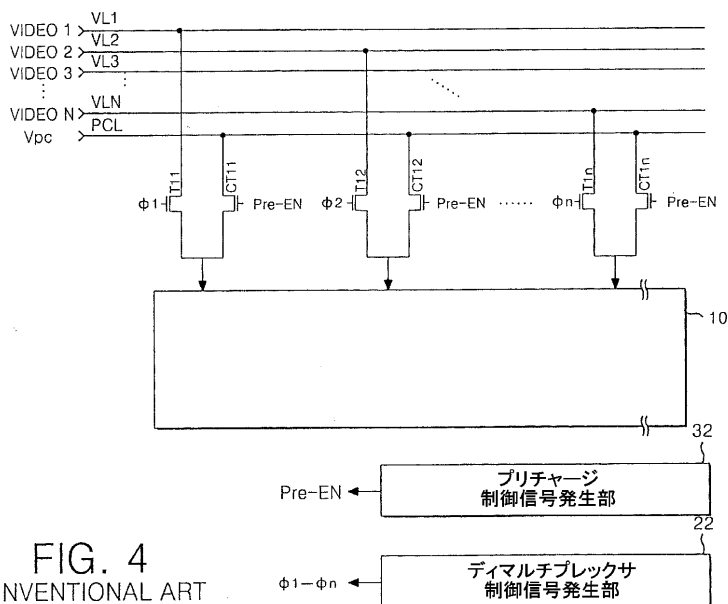 VIDEO 1 VL1
VIDEO 2 VL2
VIDEO 3 VL3
VIDEO N VLN
Vpc PCL
T11 CT11 T12 CT12 T1n CT1n
Φ1 Pre-EN Φ2 Pre-EN ...... Φn Pre-EN
10
32
Pre-EN プリチャージ
制御信号発生部
22
Φ1-Φn ディマルチプレックサ
制御信号発生部
FIG. 4
NVENTIONAL ART